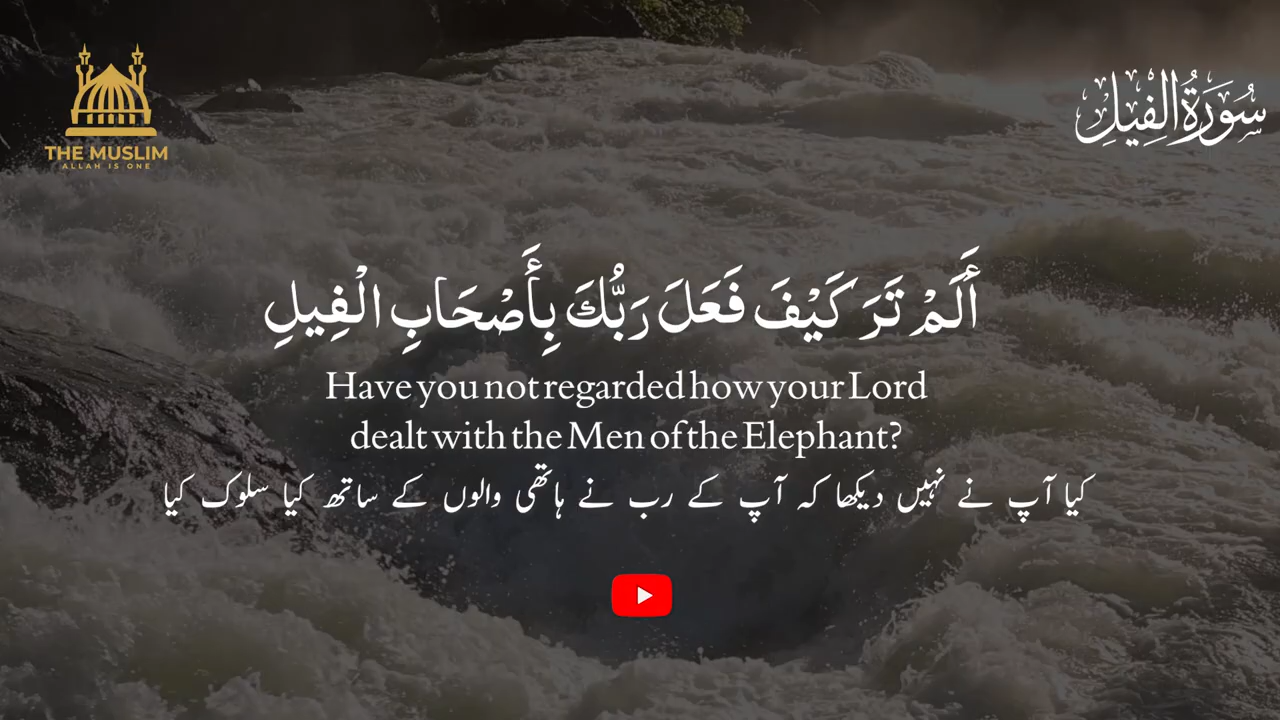 THE MUSLIM
ALLAH IS ONE
سُورَةُ الْفِيلِ
أَلَمْ تَرَ كَيْفَ فَعَلَ رَبُّكَ بِأَصْحَابِ الْفِيلِ
Have you not regarded how your Lord
dealt with the Men of the Elephant?
کیا آپ نے نہیں دیکھا کہ آپ کے رب نے ہاتھی والوں کے ساتھ کیا سلوک کیا